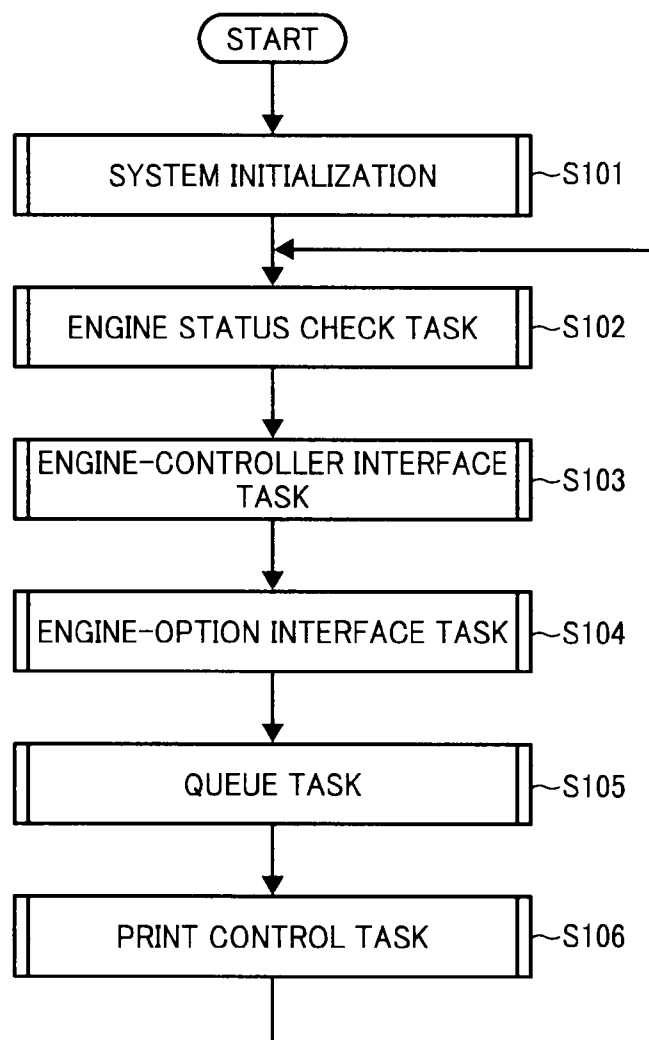 START
SYSTEM INITIALIZATION
~S101
ENGINE STATUS CHECK TASK
~S102
ENGINE-CONTROLLER INTERFACE
TASK
~S103
ENGINE-OPTION INTERFACE TASK
~S104
QUEUE TASK
~S105
PRINT CONTROL TASK
~S106